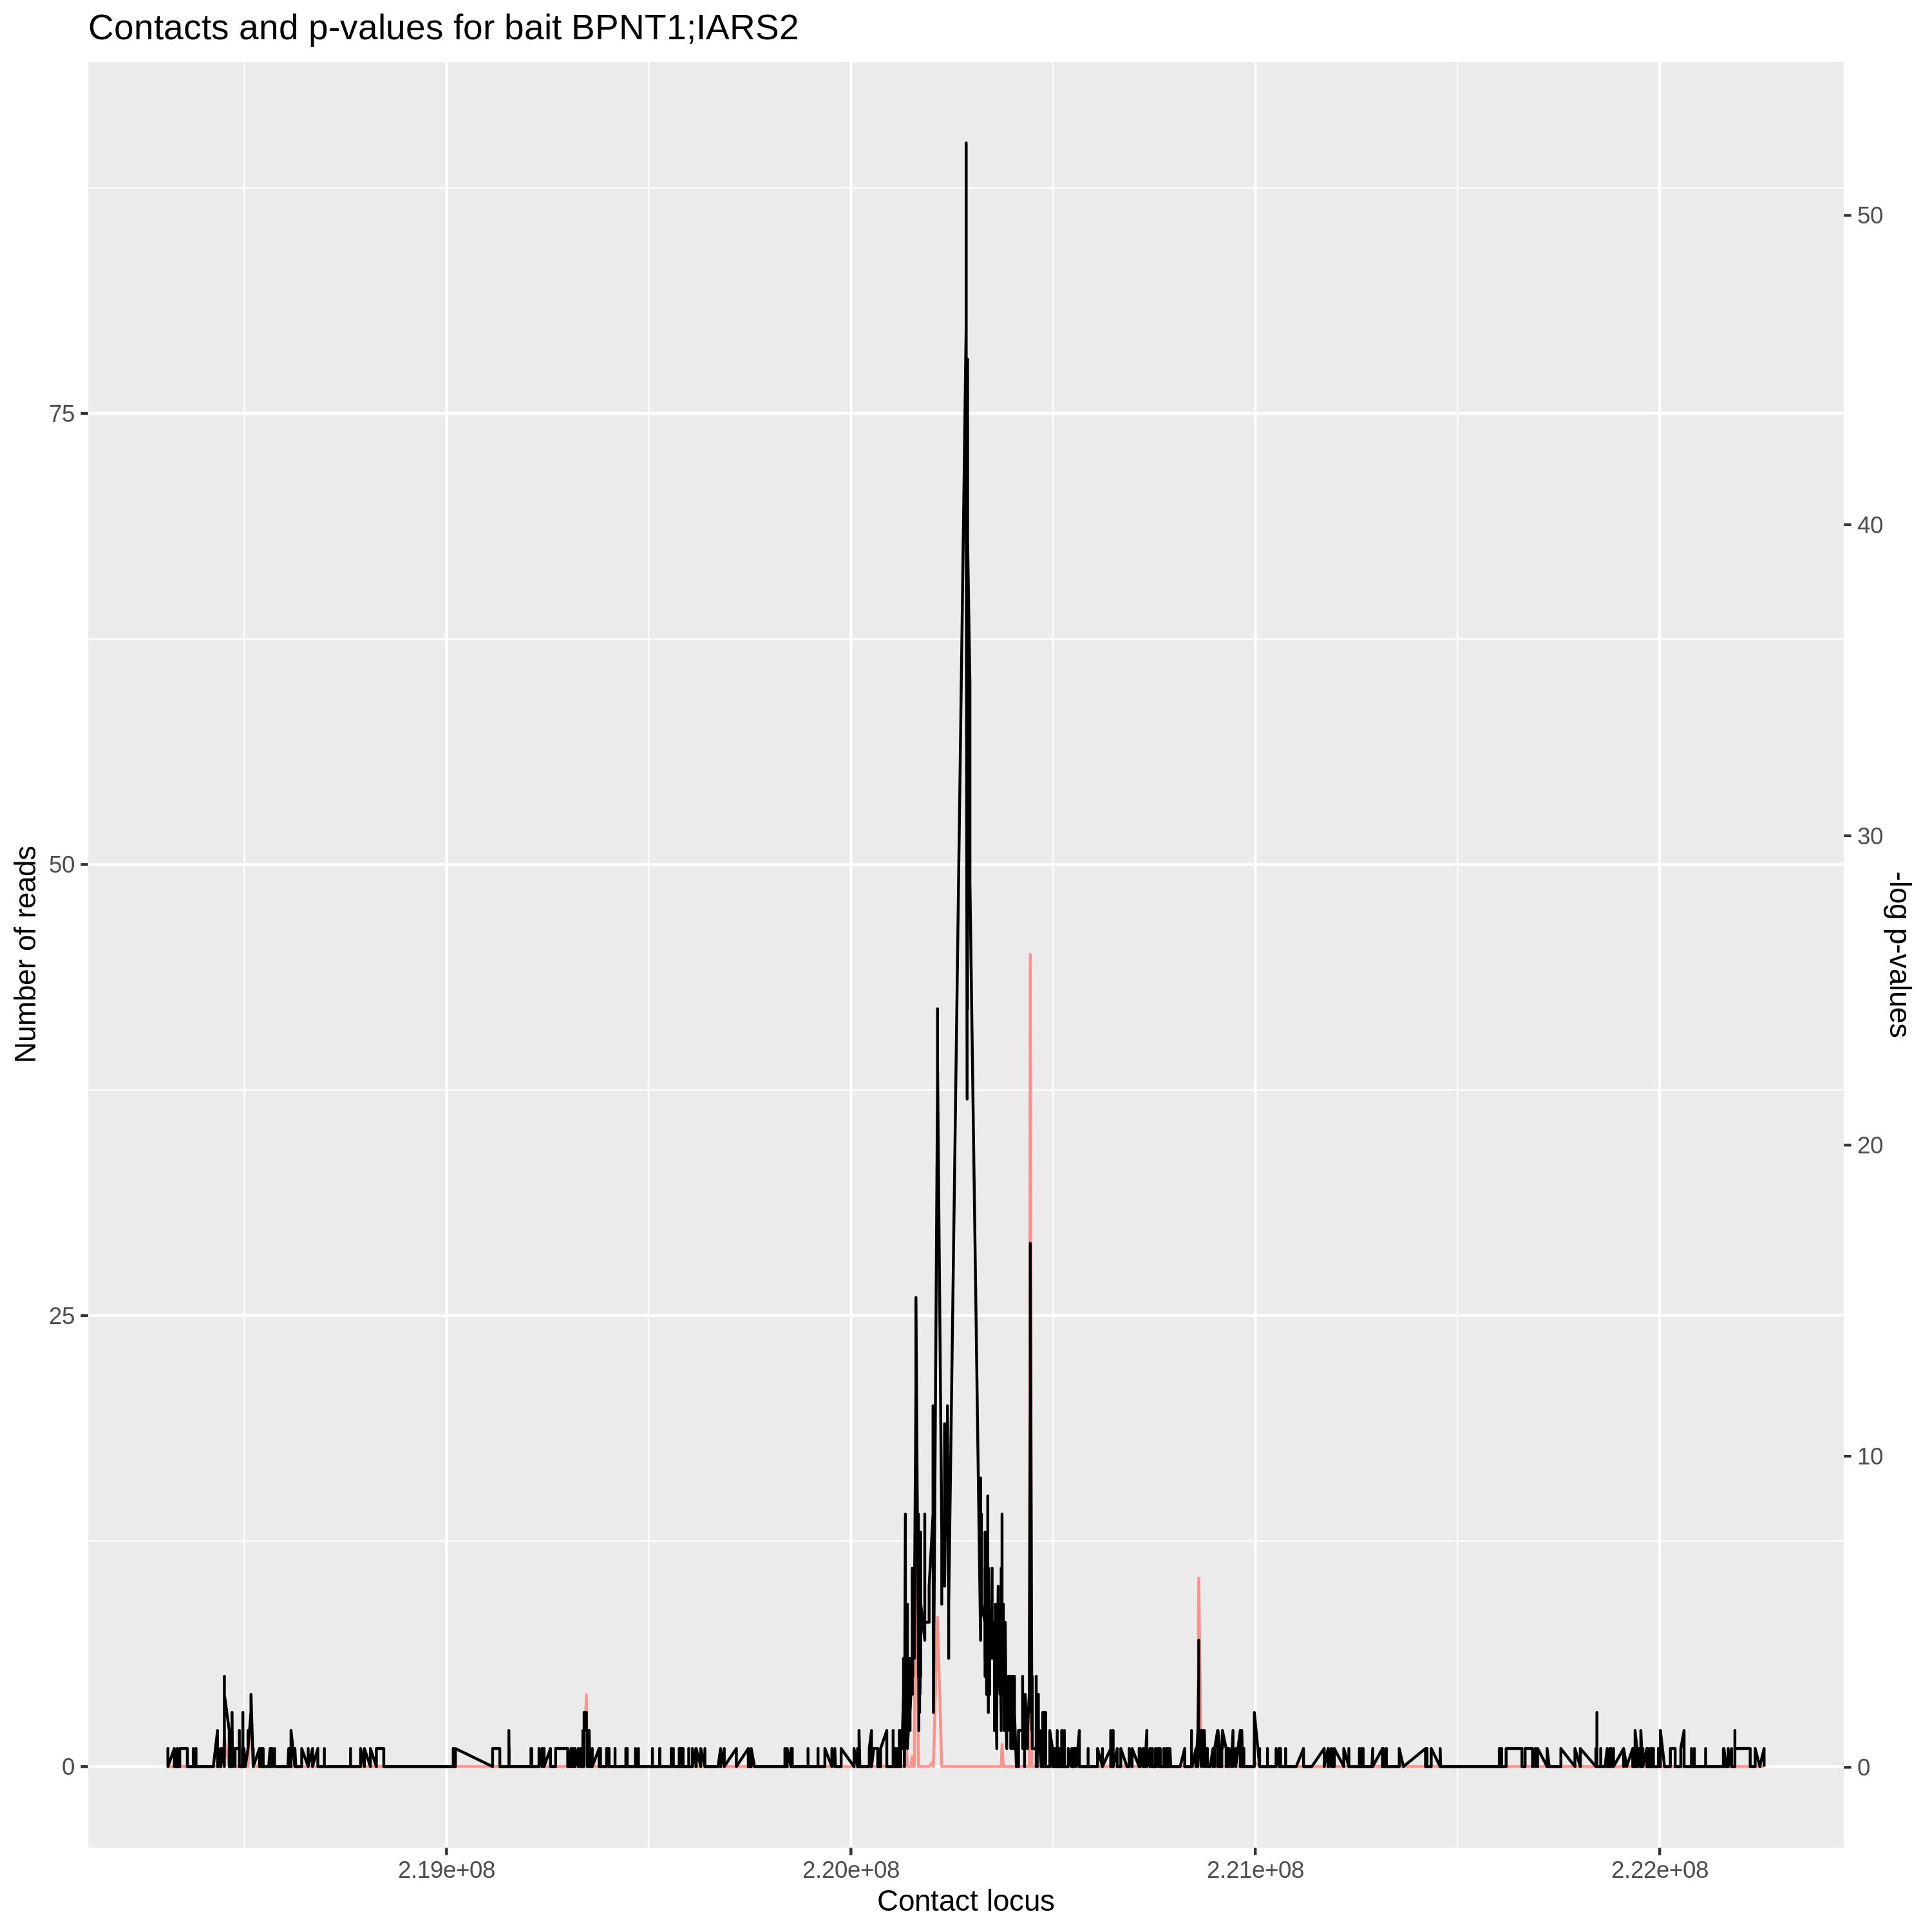 Contacts and p-values for bait BPNT1;IARS2
Number of reads
75
50
25
0
50
40
30
20
10
0
-log p-values
2.19e+08
2.20e+08
2.21e+08
2.22e+08
Contact locus